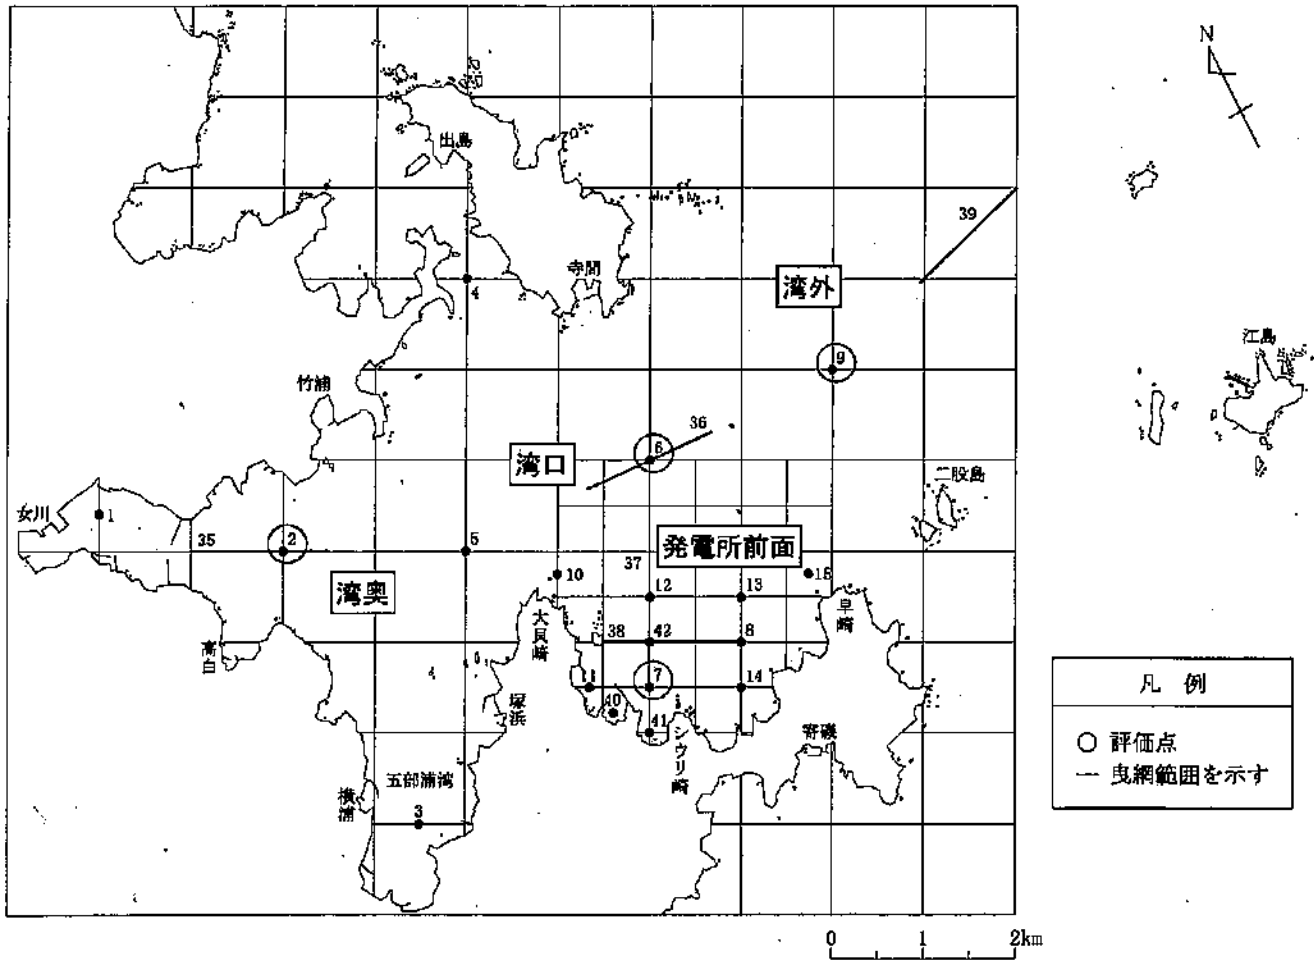 N
出島
39
寺間
4
湾外
9
江島
竹浦
36
6
湾口
二股島
女川
1
35
2
5
発電所前面
37
10
15
湾奥
12
13
大貝崎
早崎
38
42
8
高白
11
7
14
40
41
塚浜
シウリ崎
寄磯
五部浦湾
横浦
3
凡 例
○ 評価点
― 曳網範囲を示す
0 1 2km